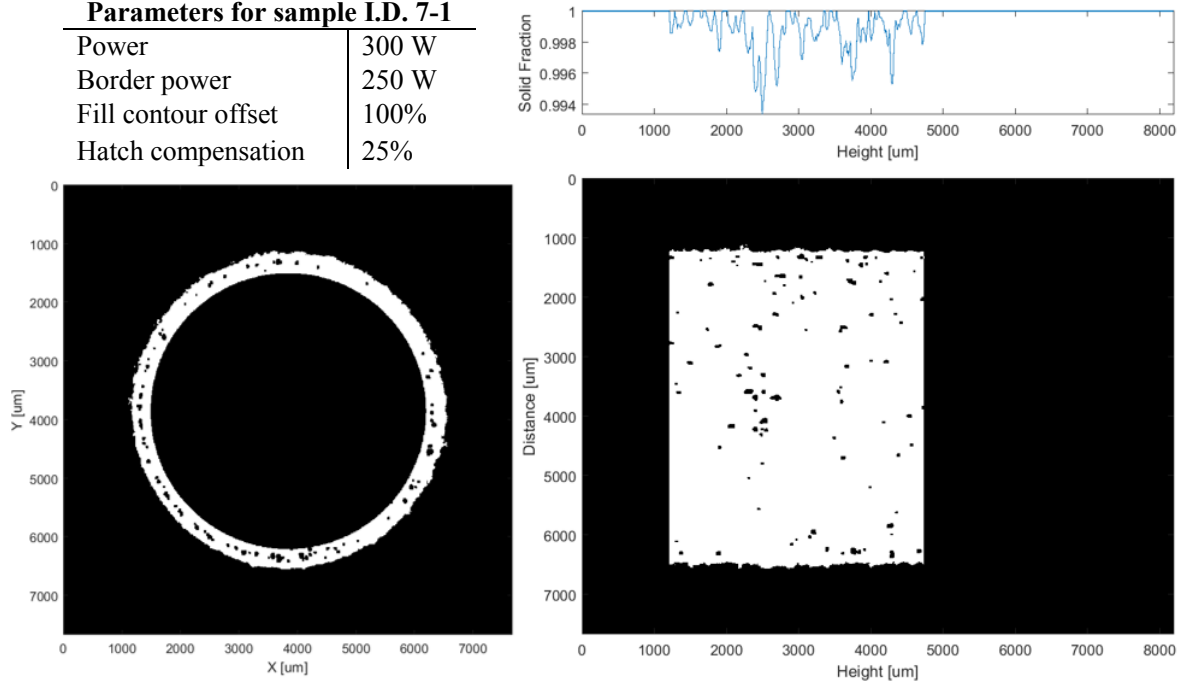 Parameters for sample I.D. 7-1
Power 300 W
Border power 250 W
Fill contour offset 100%
Hatch compensation 25%
Solid Fraction
1
0.998
0.996
0.994
0 1000 2000 3000 4000 5000 6000 7000 8000
Height [um]
Y [um]
0
1000
2000
3000
4000
5000
6000
7000
0 1000 2000 3000 4000 5000 6000 7000
X [um]
Distance [um]
0
1000
2000
3000
4000
5000
6000
7000
0 1000 2000 3000 4000 5000 6000 7000 8000
Height [um]